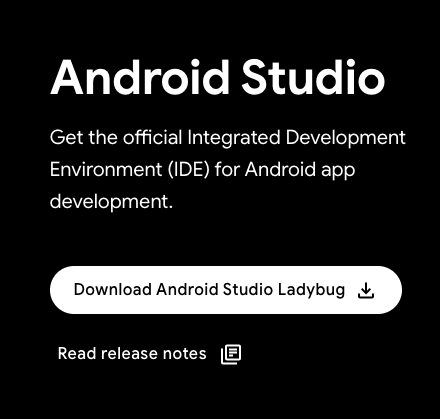 Android Studio
Get the official Integrated Development
Environment (IDE) for Android app
development.
Download Android Studio Ladybug
Read release notes